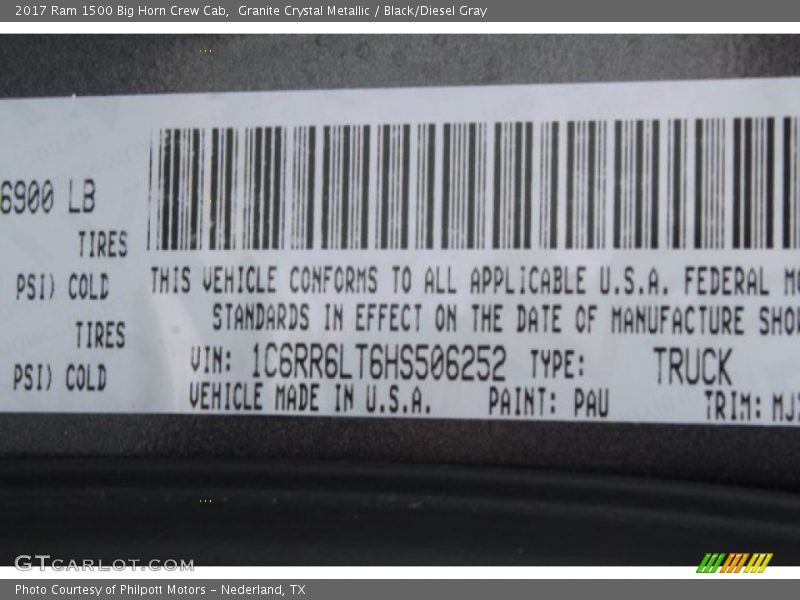 2017 Ram 1500 Big Horn Crew Cab,  Granite Crystal Metallic / Black/Diesel Gray
6900 LB
TIRES
PSI) COLD
TIRES
PSI) COLD
THIS VEHICLE CONFORMS TO ALL APPLICABLE U.S.A. FEDERAL
STANDARDS IN EFFECT ON THE DATE OF MANUFACTURE
VIN: 1C6RR6LT6HS506252 TYPE: TRUCK
VEHICLE MADE IN U.S.A. PAINT: PAU TRIM:
GTcarlot.com
Photo Courtesy of Philpott Motors – Nederland, TX